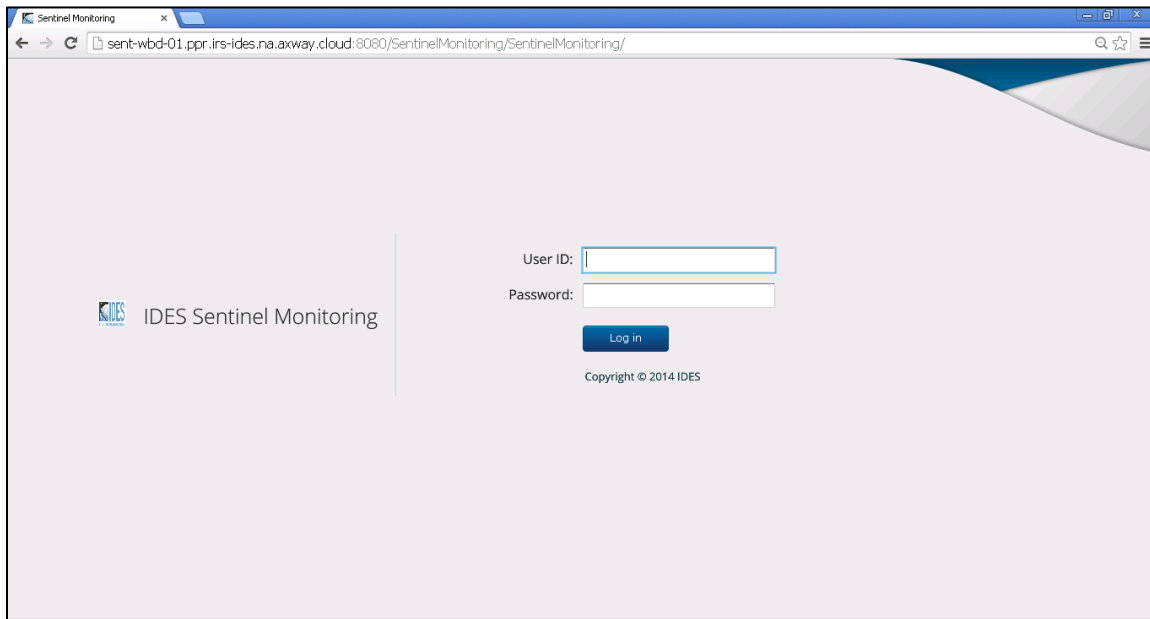 Sentinel Monitoring
sent-wbd-01.ppr.irs-ides.na.axway.cloud:8080/SentinelMonitoring/SentinelMonitoring/
User ID:
Password:
IDES
IDES Sentinel Monitoring
Log in
Copyright © 2014 IDES